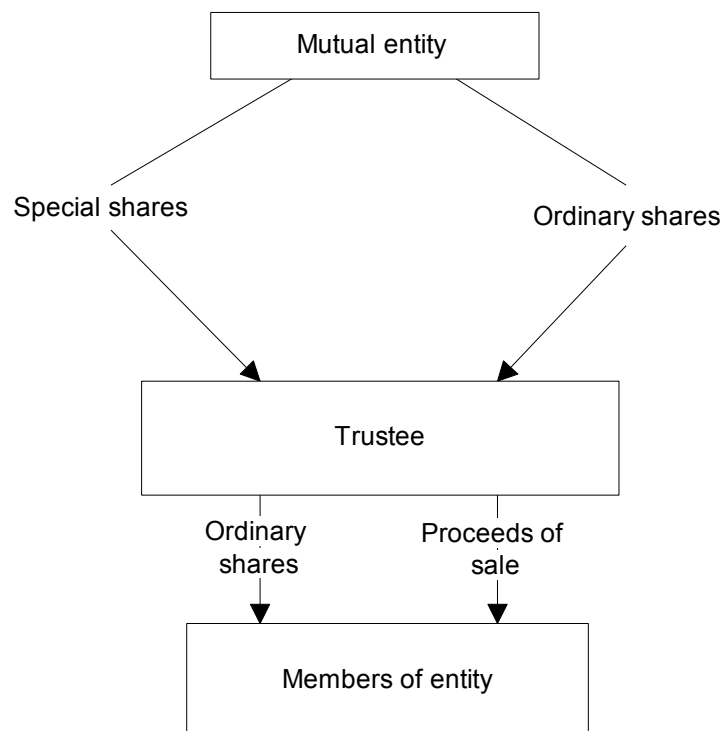 Mutual entity
Special shares
Ordinary shares
Trustee
Ordinary
shares
Proceeds of
sale
Members of entity